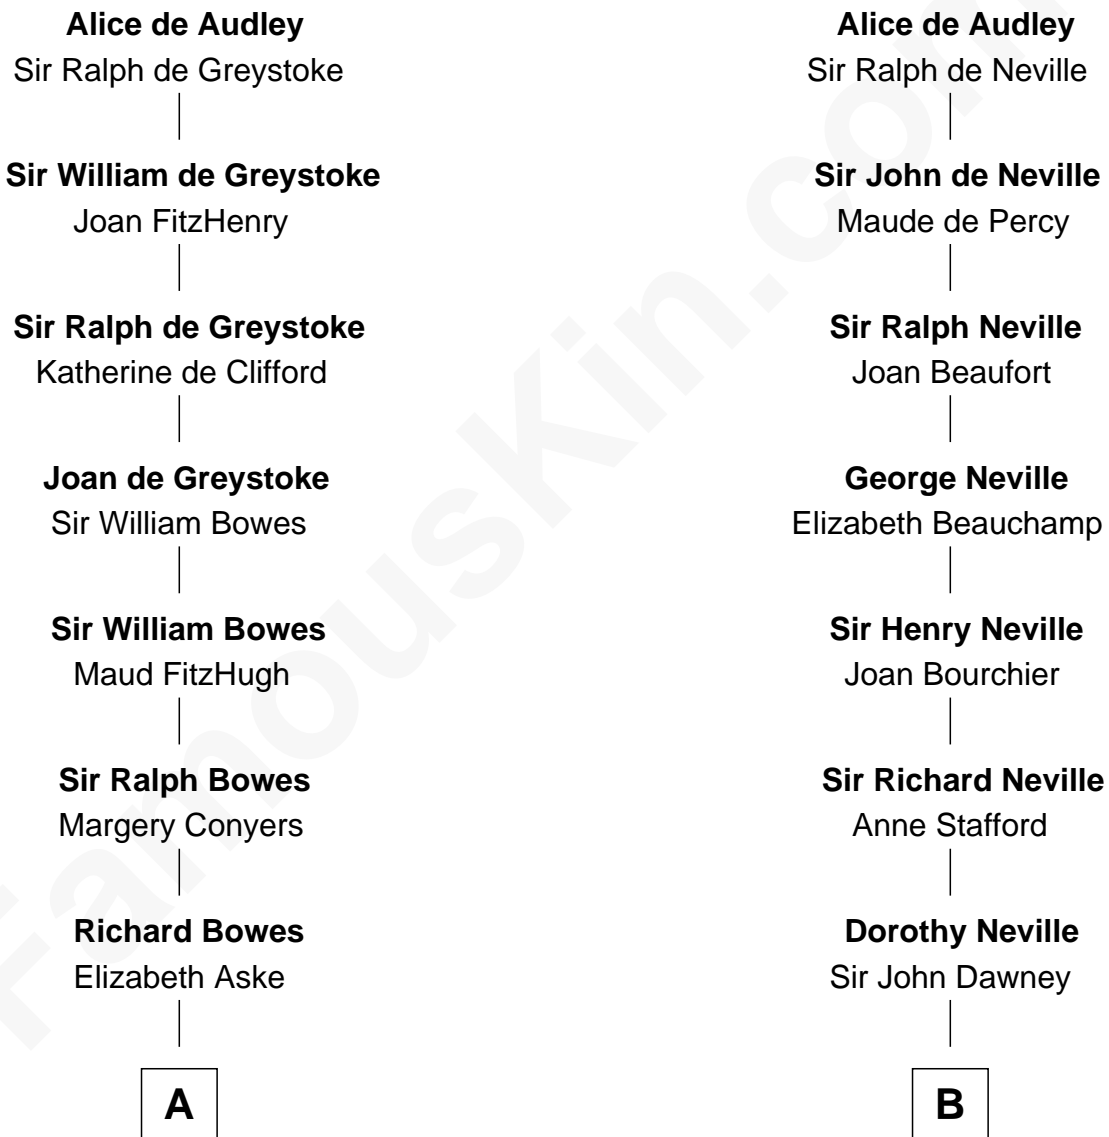 Alice de Audley
Sir Ralph de Greystoke
Sir William de Greystoke
Joan FitzHenry
Sir Ralph de Greystoke
Katherine de Clifford
Joan de Greystoke
Sir William Bowes
Sir William Bowes
Maud FitzHugh
Sir Ralph Bowes
Margery Conyers
Richard Bowes
Elizabeth Aske
A
Alice de Audley
Sir Ralph de Neville
Sir John de Neville
Maude de Percy
Sir Ralph Neville
Joan Beaufort
George Neville
Elizabeth Beauchamp
Sir Henry Neville
Joan Bourchier
Sir Richard Neville
Anne Stafford
Dorothy Neville
Sir John Dawney
B
FamousKin.com